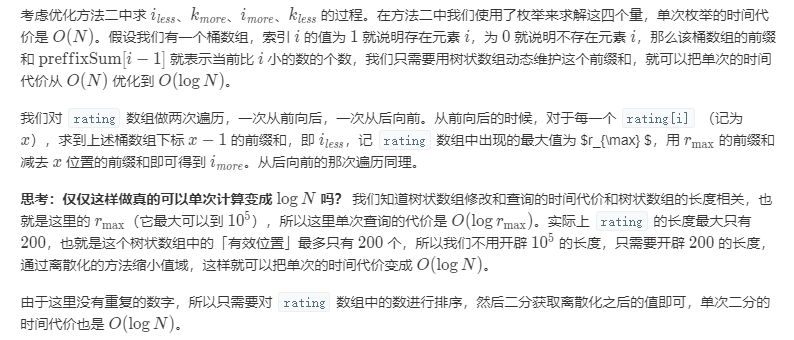 考虑优化方法二中求 i_less、k_more、i_more、k_less 的过程。在方法二中我们使用了枚举来求解这四个量，单次枚举的时间代
价是 O(N)。假设我们有一个桶数组，索引 i 的值为 1 就说明存在元素 i，为 0 就说明不存在元素 i，那么该桶数组的前缀
和 preffixSum[i − 1] 就表示当前比 i 小的数的个数，我们只需要用树状数组动态维护这个前缀和，就可以把单次的时间
代价从 O(N) 优化到 O(log N)。
我们对 rating 数组做两次遍历，一次从前向后，一次从后向前。从前向后的时候，对于每一个 rating[i] （记为
x），求到上述桶数组下标 x − 1 的前缀和，即 i_less，记 rating 数组中出现的最大值为 $r_{\max} $，用 r_max 的前缀和
减去 x 位置的前缀和即可得到 i_more。从后向前的那次遍历同理。
思考：仅仅这样做真的可以单次计算变成 log N 吗？ 我们知道树状数组修改和查询的时间代价和树状数组的长度相关，也
就是这里的 r_max（它最大可以到 10^5），所以这里单次查询的代价是 O(log r_max)。实际上 rating 的长度最大只有
200，也就是这个树状数组中的「有效位置」最多只有 200 个，所以我们不用开辟 10^5 的长度，只需要开辟 200 的长度，
通过离散化的方法缩小值域，这样就可以把单次的时间代价变成 O(log N)。
由于这里没有重复的数字，所以只需要对 rating 数组中的数进行排序，然后二分获取离散化之后的值即可，单次二分的
时间代价也是 O(log N)。